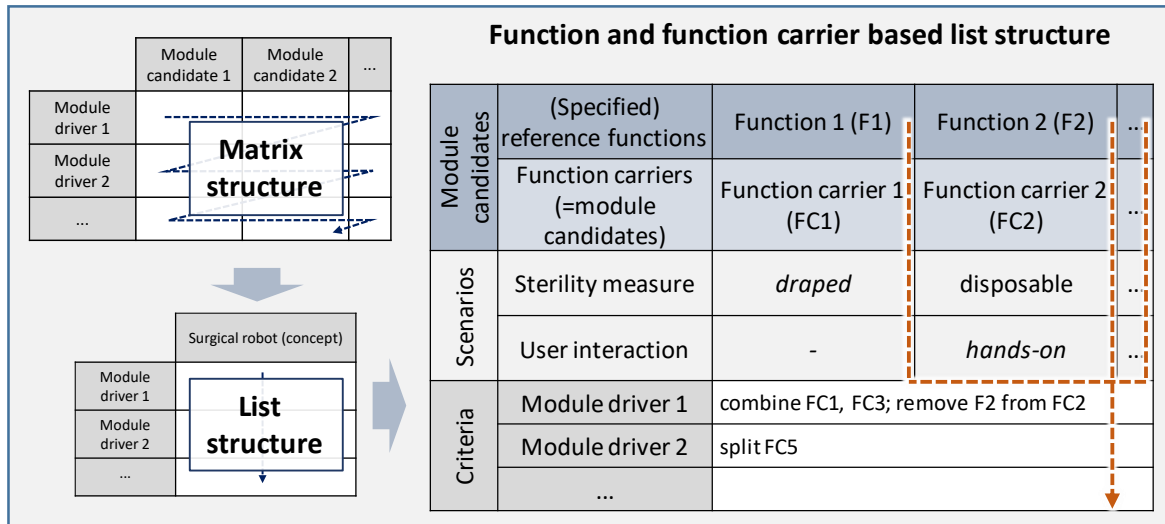 Function and function carrier based list structure
Module
candidate 1
Module
candidate 2
...
Module
driver 1
Module
driver 2
...
Matrix
structure
Surgical robot (concept)
Module
driver 1
Module
driver 2
...
List
structure
Module
candidates
(Specified)
reference functions
Function 1 (F1)
Function 2 (F2)
...
Function carriers
(=module
candidates)
Function carrier 1
(FC1)
Function carrier 2
(FC2)
...
Scenarios
Sterility measure
draped
disposable
...
User interaction
-
hands-on
...
Criteria
Module driver 1
combine FC1, FC3; remove F2 from FC2
Module driver 2
split FC5
...